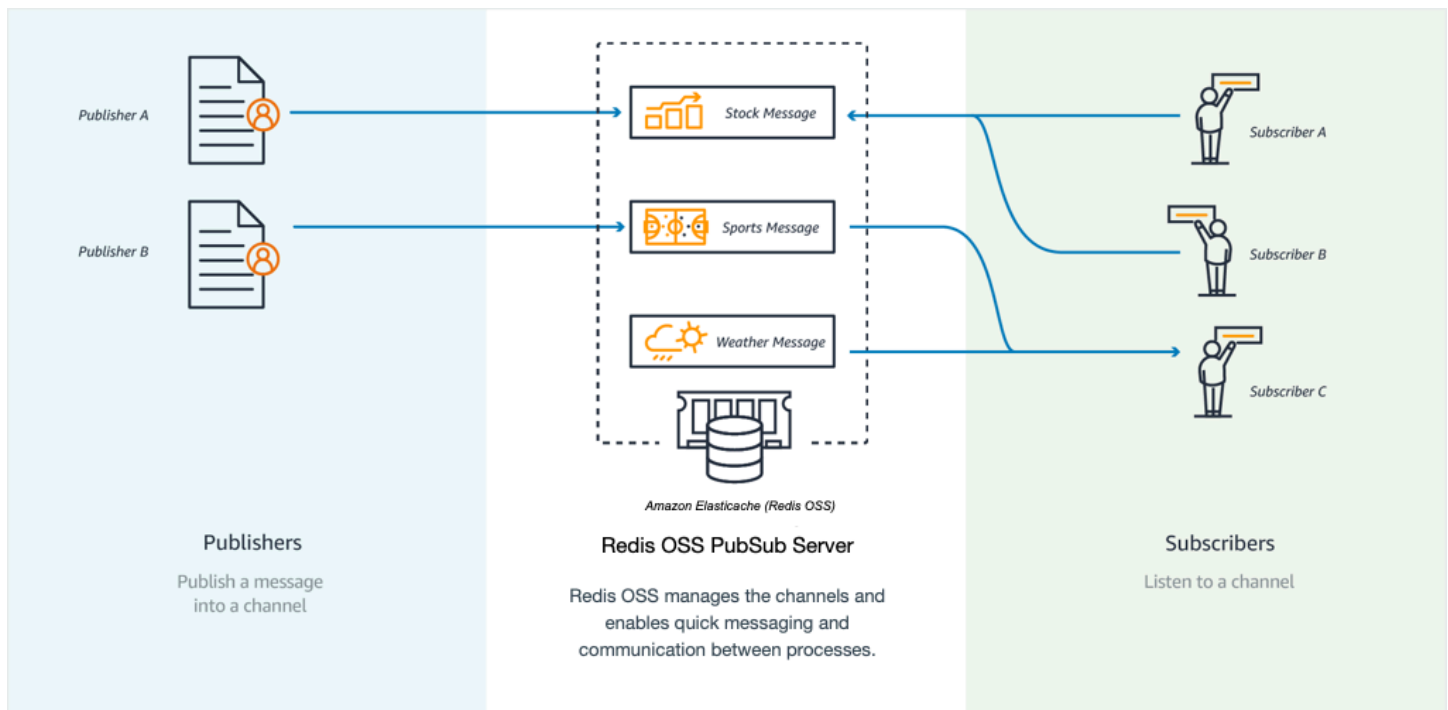 Publisher A
Publisher B
Stock Message
Sports Message
Weather Message
Subscriber A
Subscriber B
Subscriber C
Amazon Elasticache (Redis OSS)
Publishers
Publish a message
into a channel
Redis OSS PubSub Server
Redis OSS manages the channels and
enables quick messaging and
communication between processes.
Subscribers
Listen to a channel